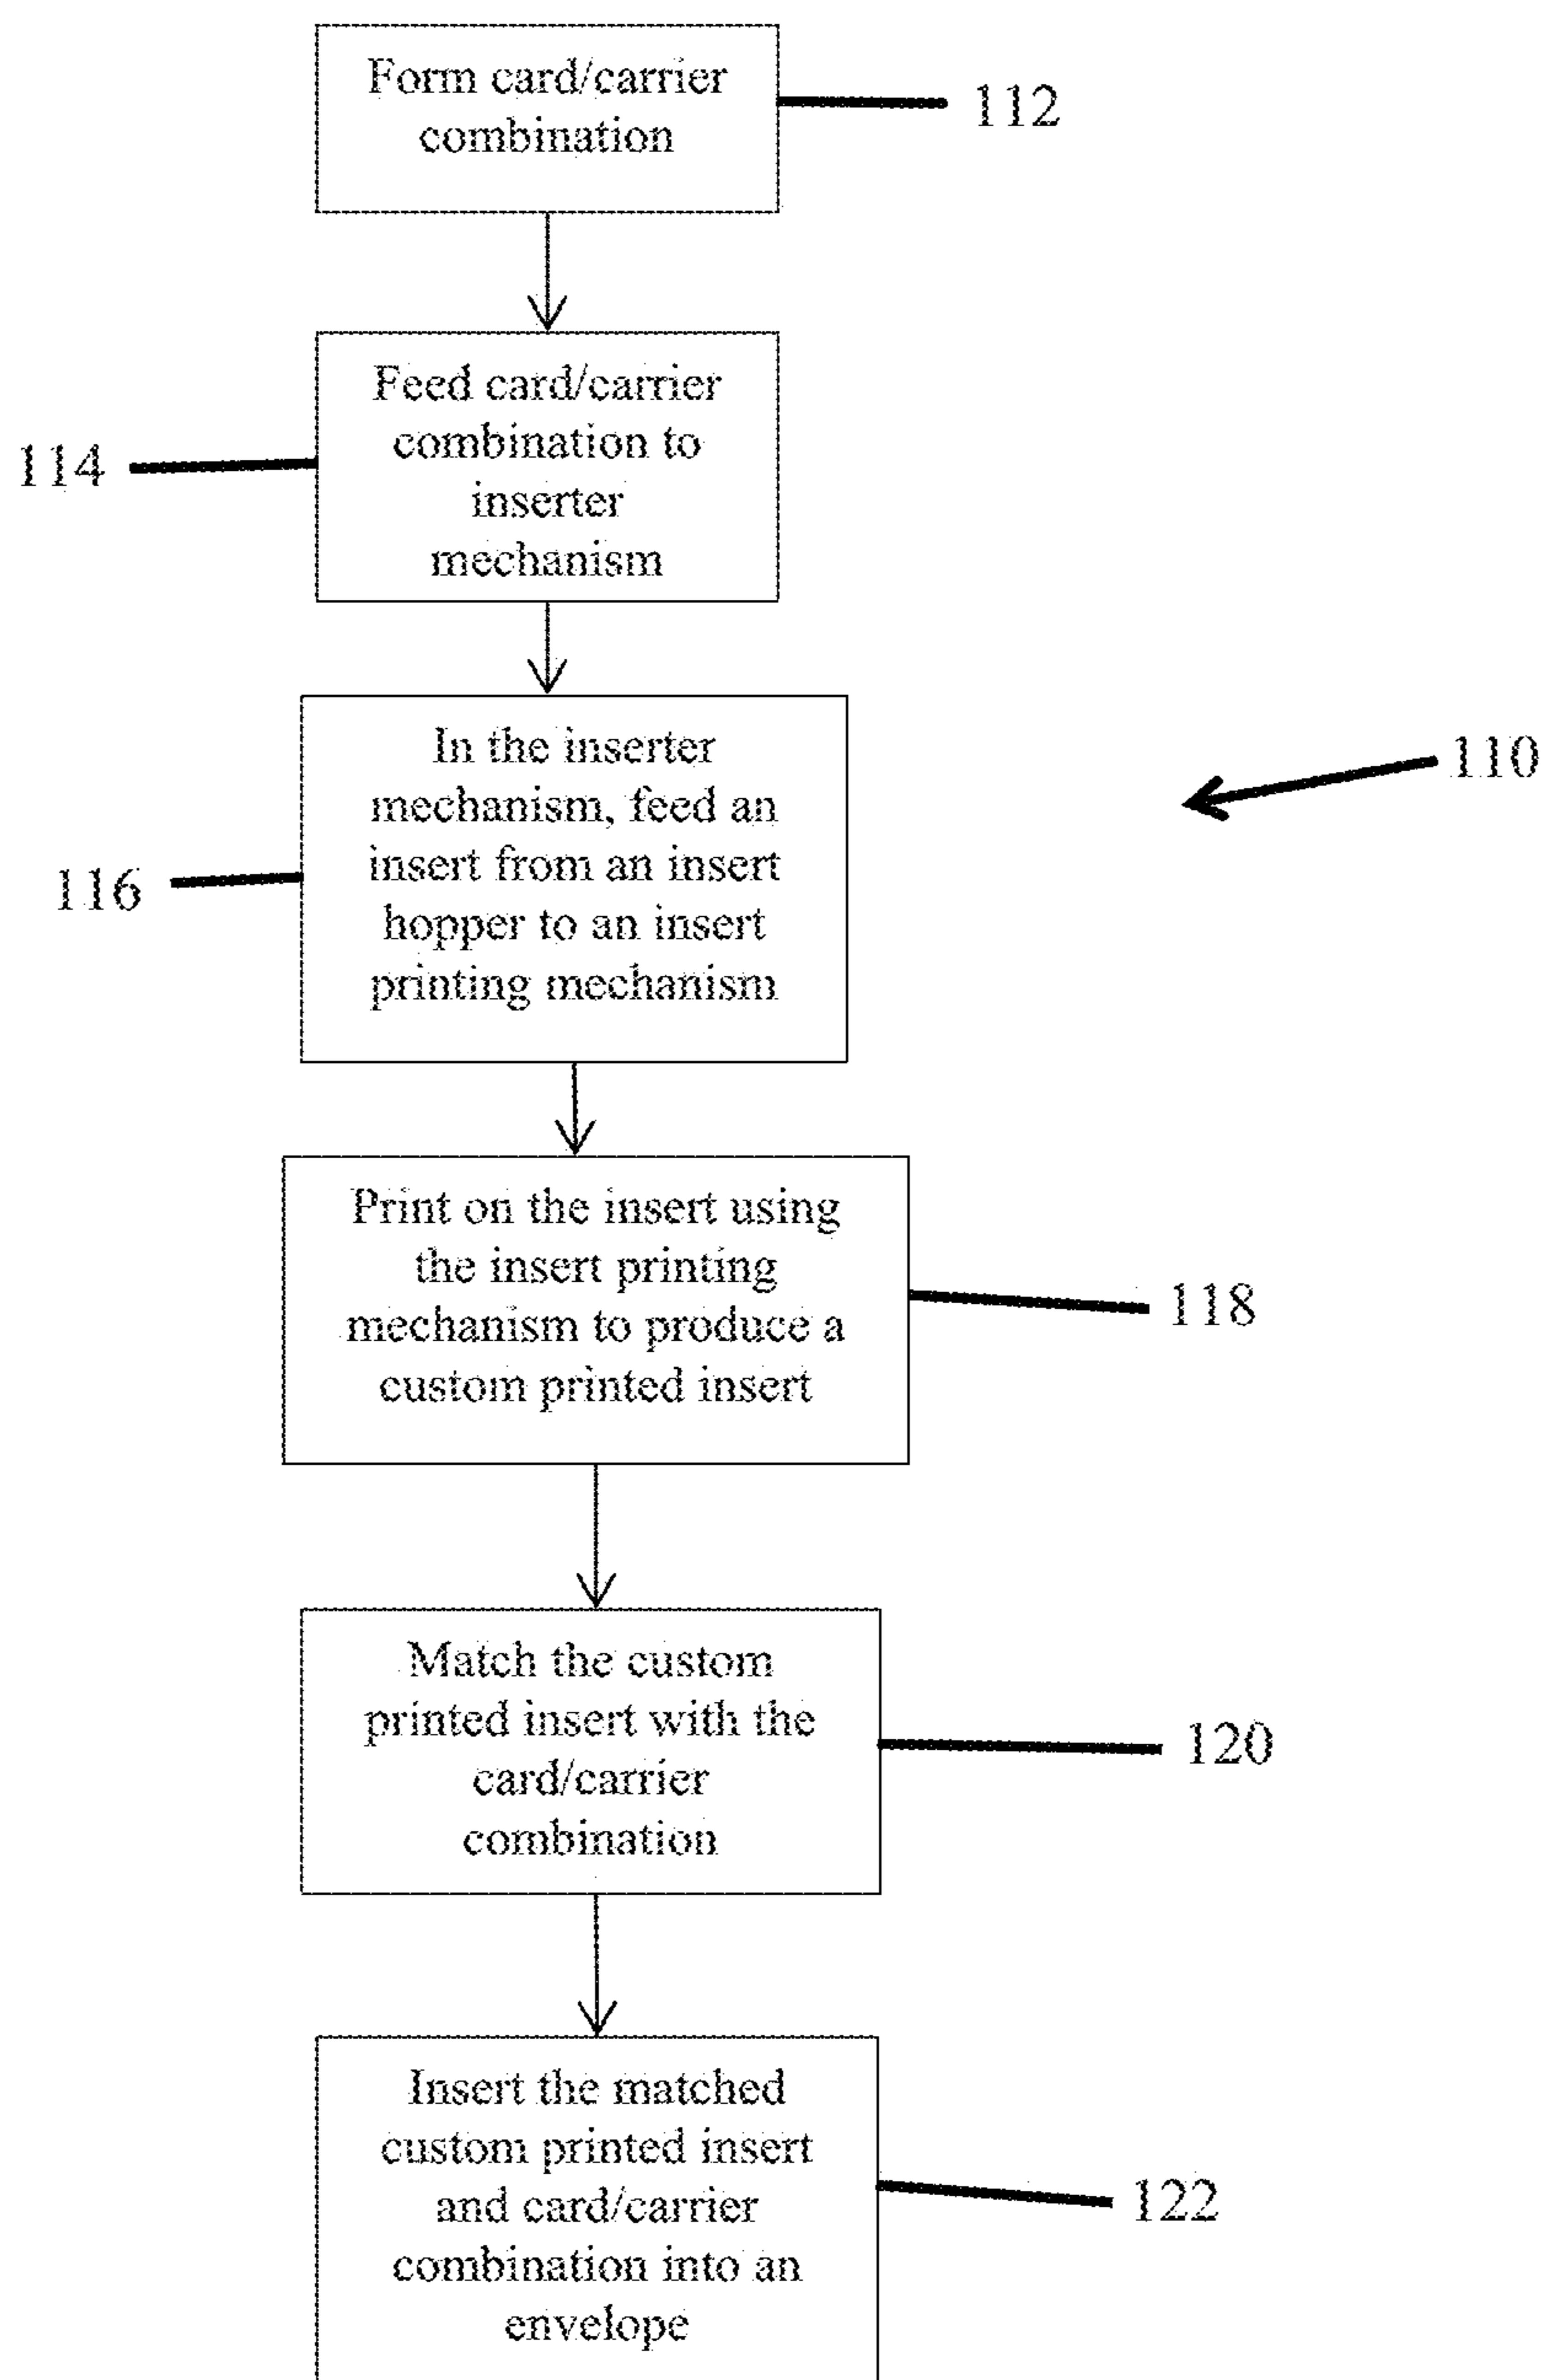 Form card/carrier
combination
112
Feed card/carrier
combination to
inserter
mechanism
114
In the inserter
mechanism, feed an
insert from an insert
hopper to an insert
printing mechanism
110
116
Print on the insert using
the insert printing
mechanism to produce a
custom printed insert
118
Match the custom
printed insert with the
card/carrier
combination
120
Insert the matched
custom printed insert
and card/carrier
combination into an
envelope
122